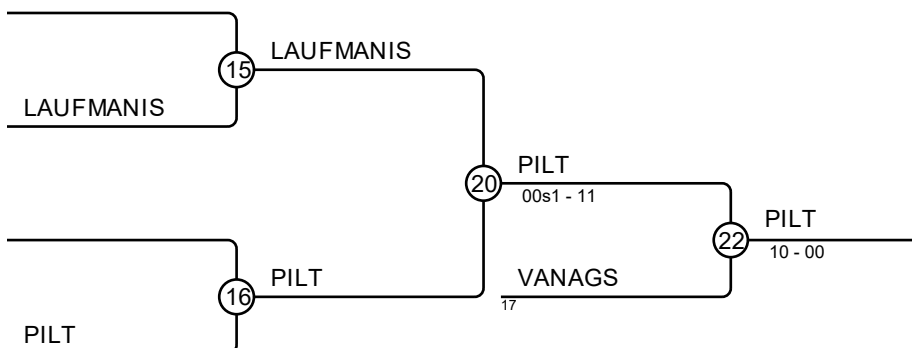 LAUFMANIS
15
LAUFMANIS
PILT
20
00s1 - 11
PILT
22
10 - 00
PILT
16
VANAGS
17
PILT